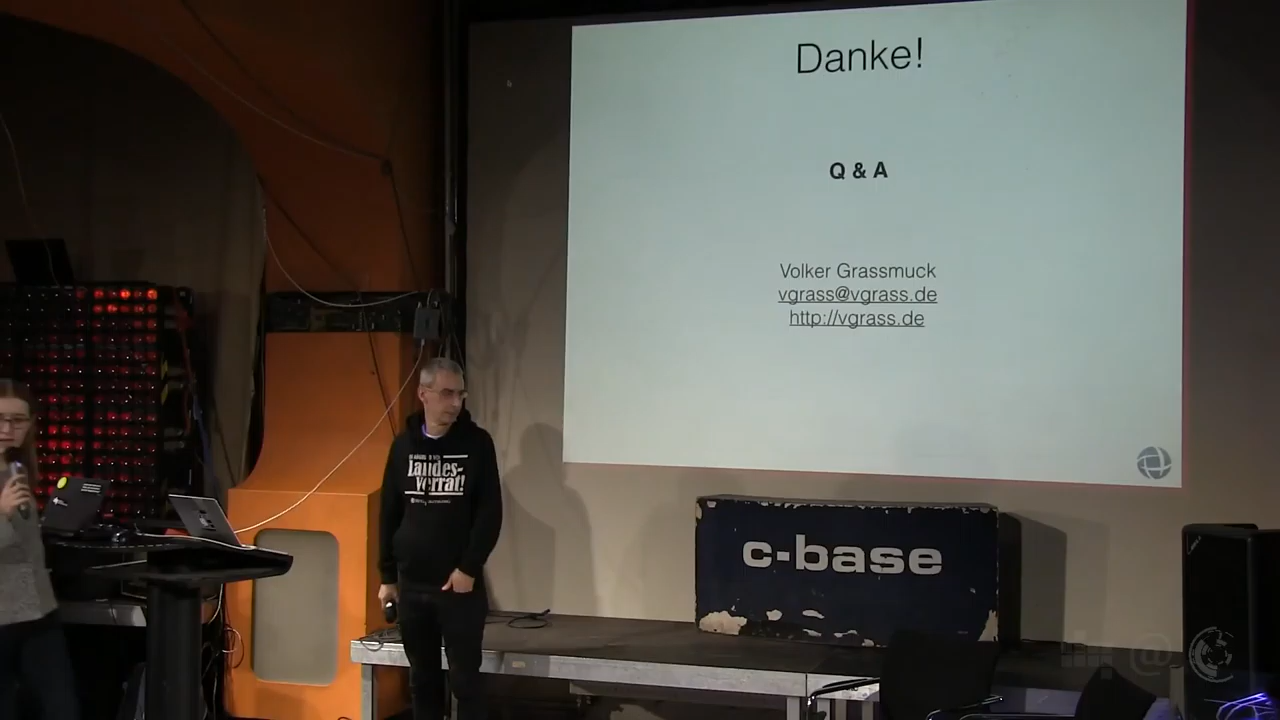 Danke!
Q & A
Volker Grassmuck
vgrass@vgrass.de
http://vgrass.de
landes-
verrat!
c-base